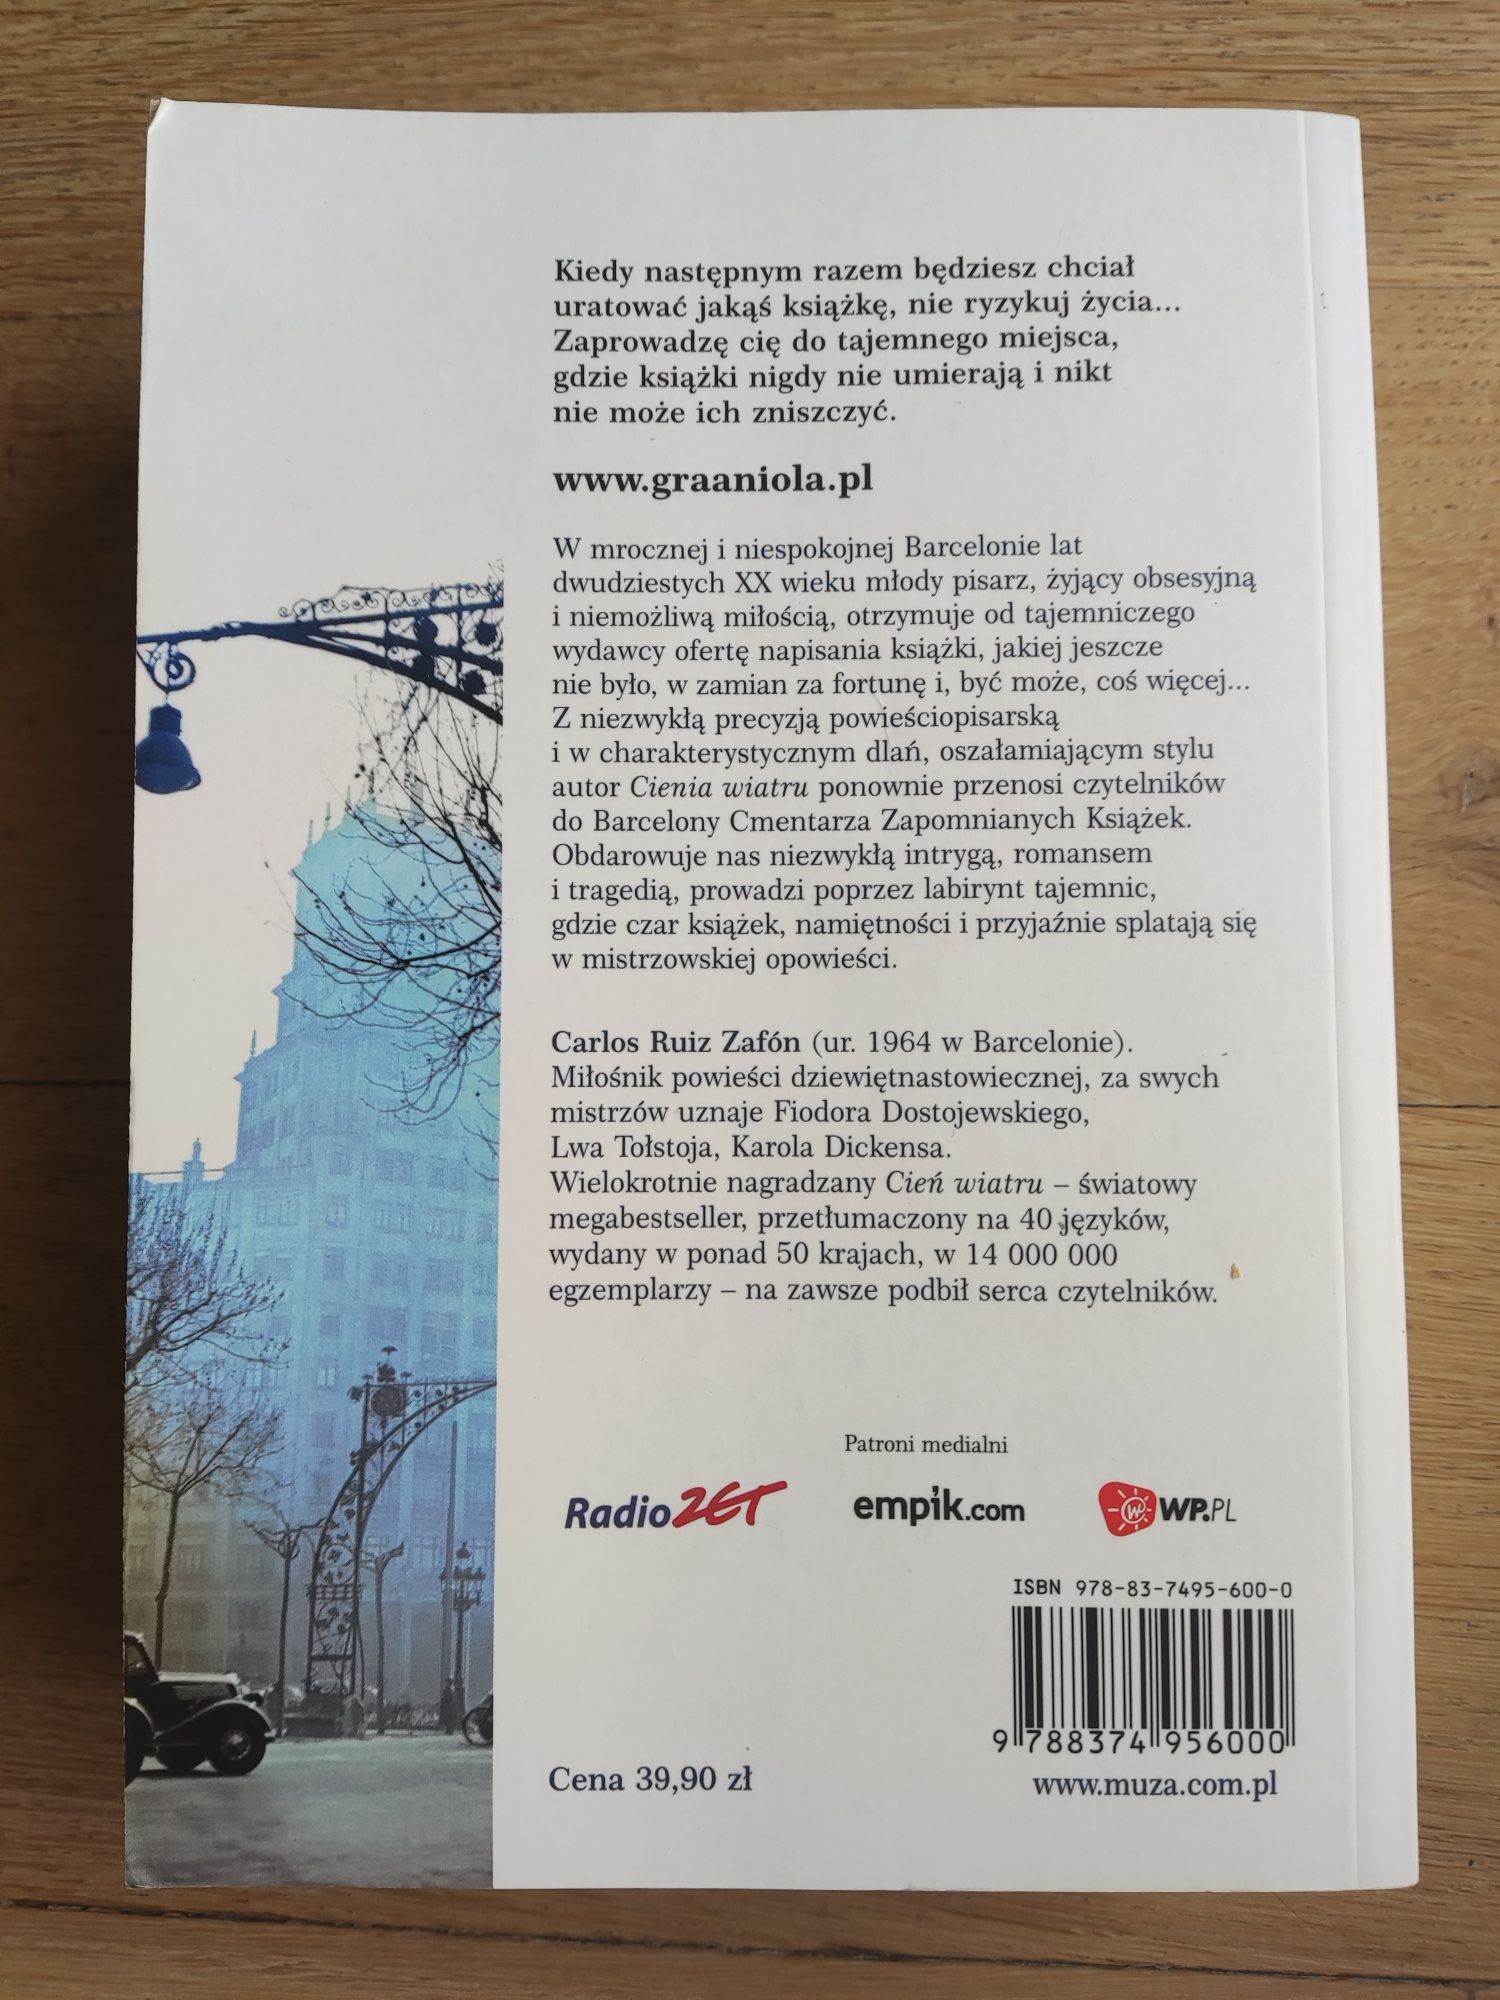 Kiedy następnym razem będziesz chciał
uratować jakąś książkę, nie ryzykuj życia...
Zaprowadzę cię do tajemnego miejsca,
gdzie książki nigdy nie umierają i nikt
nie może ich zniszczyć.
www.graaniola.pl
W mrocznej i niespokojnej Barcelonie lat
dwudziestych XX wieku młody pisarz, żyjący obsesyjną
i niemożliwą miłością, otrzymuje od tajemniczego
wydawcy ofertę napisania książki, jakiej jeszcze
nie było, w zamian za fortunę i, być może, coś więcej...
Z niezwykłą precyzją powieściopisarską
i w charakterystycznym dlań, oszałamiającym stylu
autor Cienia wiatru ponownie przenosi czytelników
do Barcelony Cmentarza Zapomnianych Książek.
Obdarowuje nas niezwykłą intrygą, romansem
i tragedią, prowadzi poprzez labirynt tajemnic,
gdzie czar książek, namiętności i przyjaźnie splatają się
w mistrzowskiej opowieści.
Carlos Ruiz Zafón (ur. 1964 w Barcelonie).
Miłośnik powieści dziewiętnastowiecznej, za swych
mistrzów uznaje Fiodora Dostojewskiego,
Lwa Tołstoja, Karola Dickensa.
Wielokrotnie nagradzany Cień wiatru – światowy
megabestseller, przetłumaczony na 40 języków,
wydany w ponad 50 krajach, w 14 000 000
egzemplarzy – na zawsze podbił serca czytelników.
Patroni medialni
Radio ZET empik.com W WP.PL
ISBN 978-83-7495-600-0
9 788374 956000
Cena 39,90 zł www.muza.com.pl